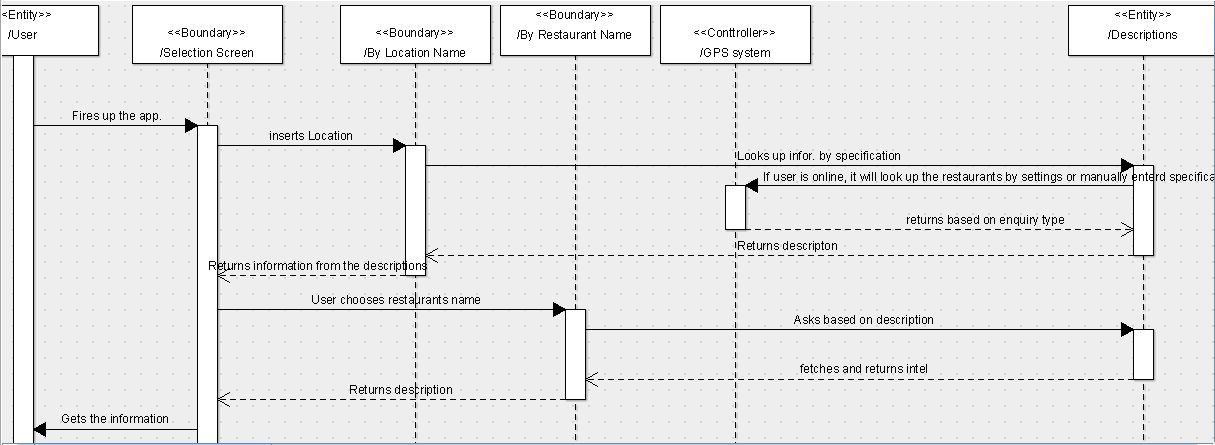 <Entity>>
/User
<<Boundary>>
/Selection Screen
<<Boundary>>
/By Location Name
<<Boundary>>
/By Restaurant Name
<<Conttroller>>
/GPS system
<<Entity>>
/Descriptions
Fires up the app.
inserts Location
Looks up infor. by specification
If user is online, it will look up the restaurants by settings or manually enterd specifica
returns based on enquiry type
Returns descripton
Returns information from the descriptions
User chooses restaurants name
Asks based on description
fetches and returns intel
Returns description
Gets the information